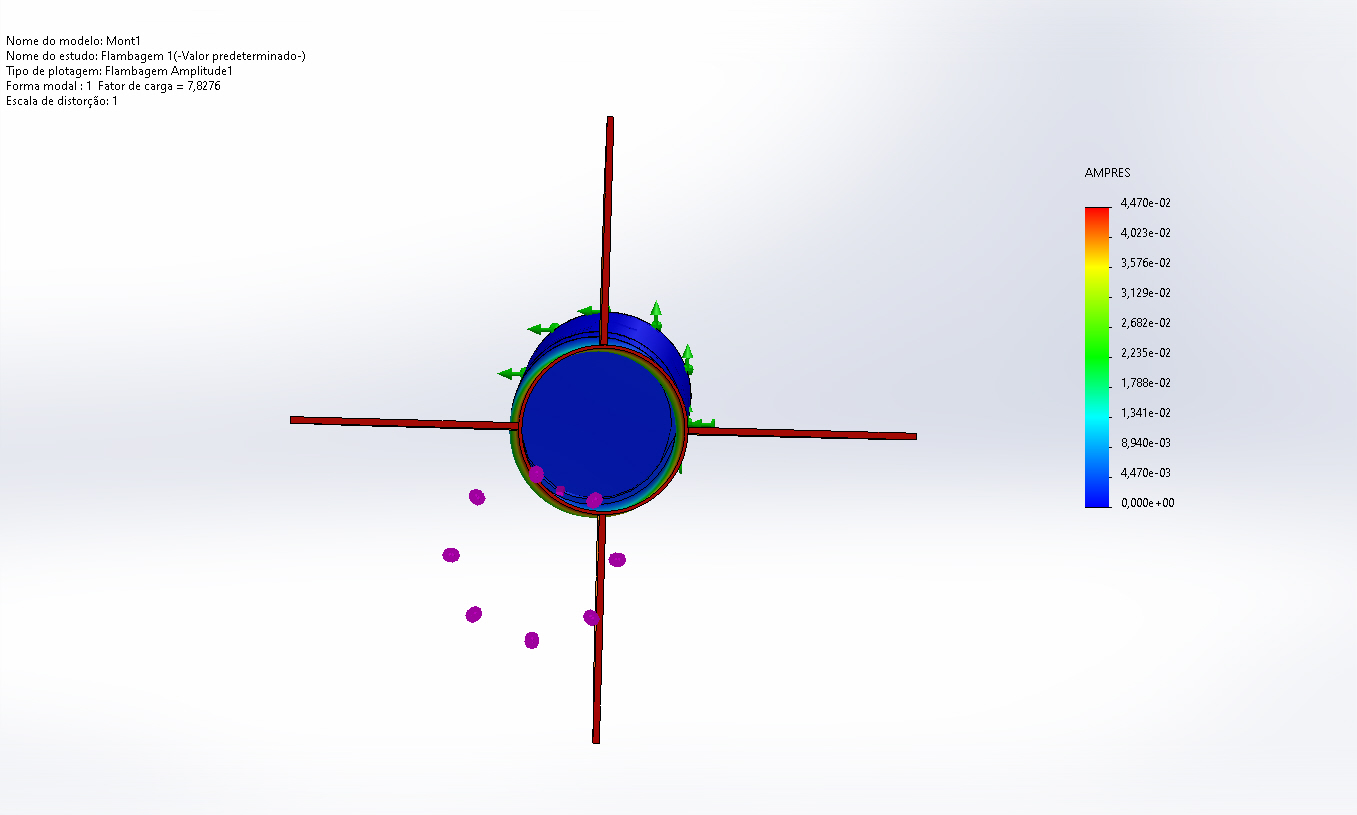 Nome do modelo: Mont1
Nome do estudo: Flambagem 1(-Valor predeterminado-)
Tipo de plotagem: Flambagem Amplitude1
Forma modal : 1  Fator de carga = 7,8276
Escala de distorção: 1
AMPRES
4,470e-02
4,023e-02
3,576e-02
3,129e-02
2,682e-02
2,235e-02
1,788e-02
1,341e-02
8,940e-03
4,470e-03
0,000e+00